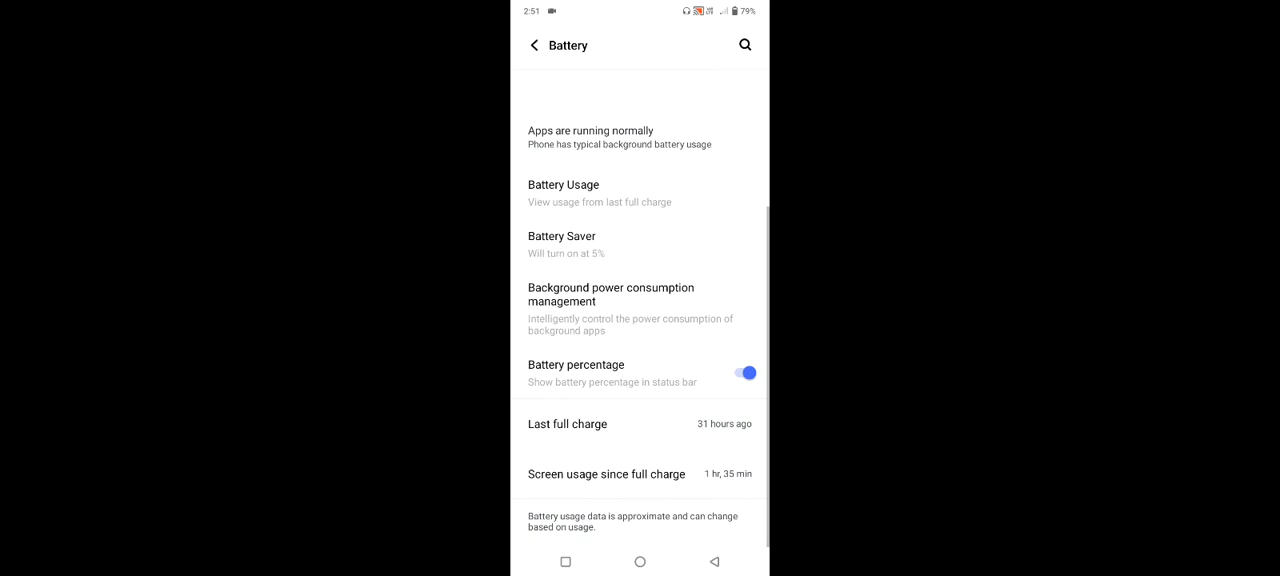 2:51 79%
Battery
Apps are running normally
Phone has typical background battery usage
Battery Usage
View usage from last full charge
Battery Saver
Will turn on at 5%
Background power consumption
management
Intelligently control the power consumption of
background apps
Battery percentage
Show battery percentage in status bar
Last full charge 31 hours ago
Screen usage since full charge 1 hr, 35 min
Battery usage data is approximate and can change
based on usage.